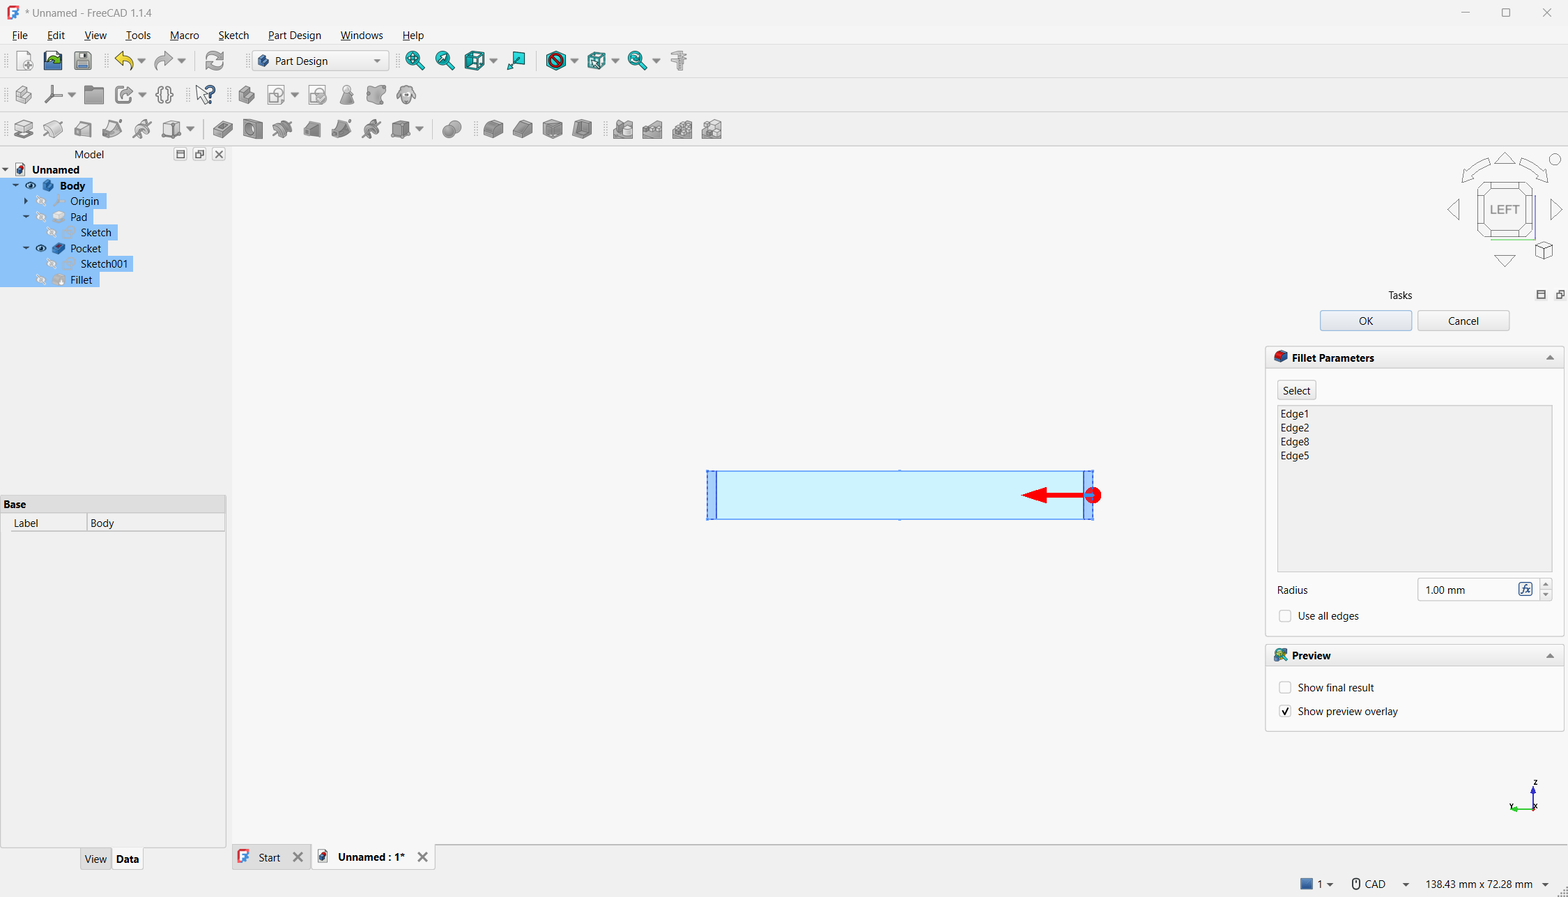 * Unnamed - FreeCAD 1.1.4
File Edit View Tools Macro Sketch Part Design Windows Help
Part Design
Model
Unnamed
Body
Origin
Pad
Sketch
Pocket
Sketch001
Fillet
Base
Label Body
View Data
LEFT
Tasks
OK Cancel
Fillet Parameters
Select
Edge1
Edge2
Edge8
Edge5
Radius 1.00 mm
Use all edges
Preview
Show final result
Show preview overlay
Z
Y X
Start Unnamed : 1*
1 CAD 138.43 mm x 72.28 mm